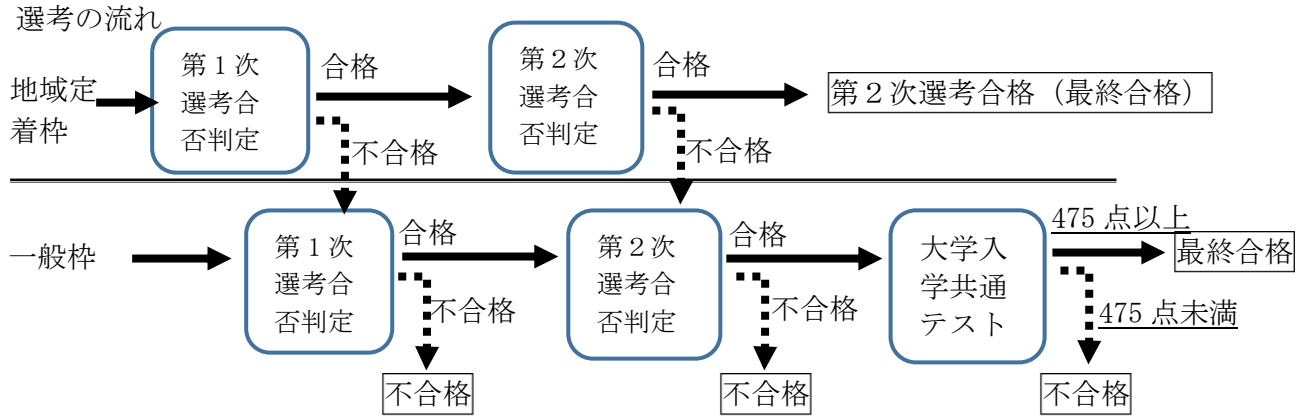 選考の流れ
地域定
着枠
第１次
選考合
否判定
合格
不合格
第２次
選考合
否判定
合格
不合格
第２次選考合格（最終合格）
一般枠
第１次
選考合
否判定
合格
不合格
不合格
第２次
選考合
否判定
合格
不合格
不合格
大学入
学共通
テスト
475 点以上
最終合格
475 点未満
不合格